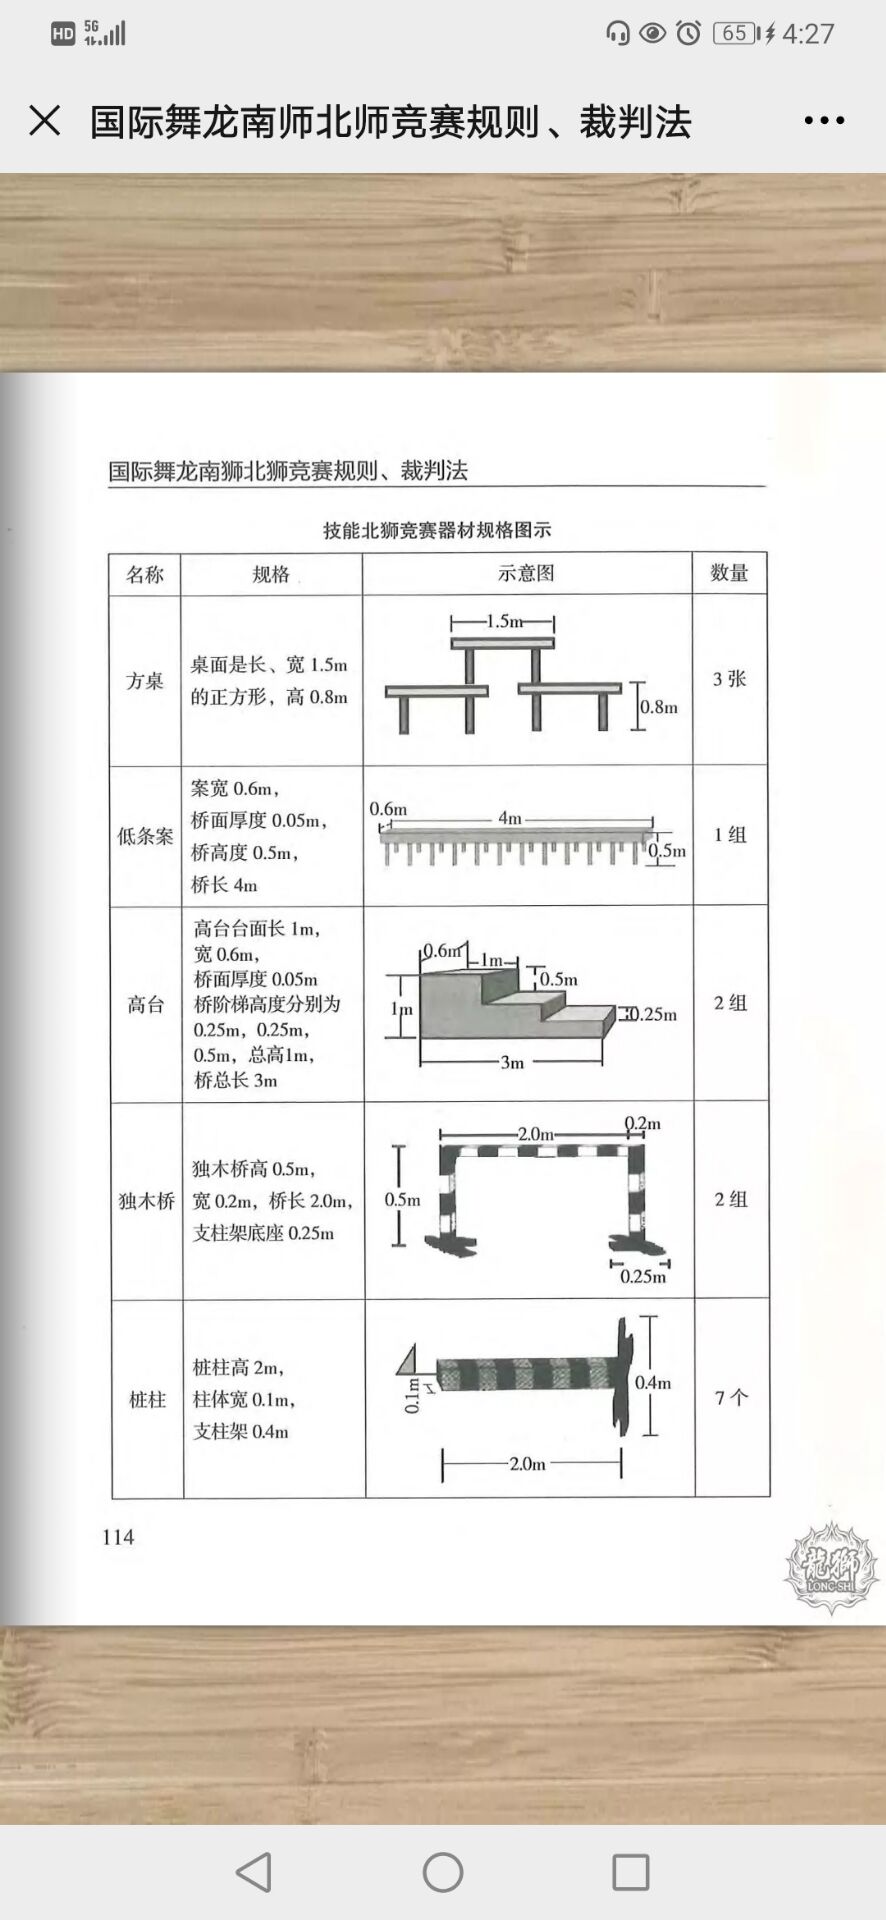 HD 5G 65 4:27
国际舞龙南师北师竞赛规则、裁判法
国际舞龙南狮北狮竞赛规则、裁判法
技能北狮竞赛器材规格图示
名称 规格 示意图 数量
方桌
桌面是长、宽 1.5m
的正方形，高 0.8m
1.5m
0.8m
3 张
低条案
案宽 0.6m，
桥面厚度 0.05m，
桥高度 0.5m，
桥长 4m
0.6m
4m
0.5m
1 组
高台
高台台面长 1m，
宽 0.6m，
桥面厚度 0.05m
桥阶梯高度分别为
0.25m，0.25m，
0.5m，总高1m，
桥总长 3m
0.6m
1m
0.5m
1m
0.25m
3m
2 组
独木桥
独木桥高 0.5m，
宽 0.2m，桥长 2.0m，
支柱架底座 0.25m
2.0m
0.2m
0.5m
0.25m
2 组
桩柱
桩柱高 2m，
柱体宽 0.1m，
支柱架 0.4m
0.1m
0.4m
2.0m
7 个
114
龍獅
LONG-SHI